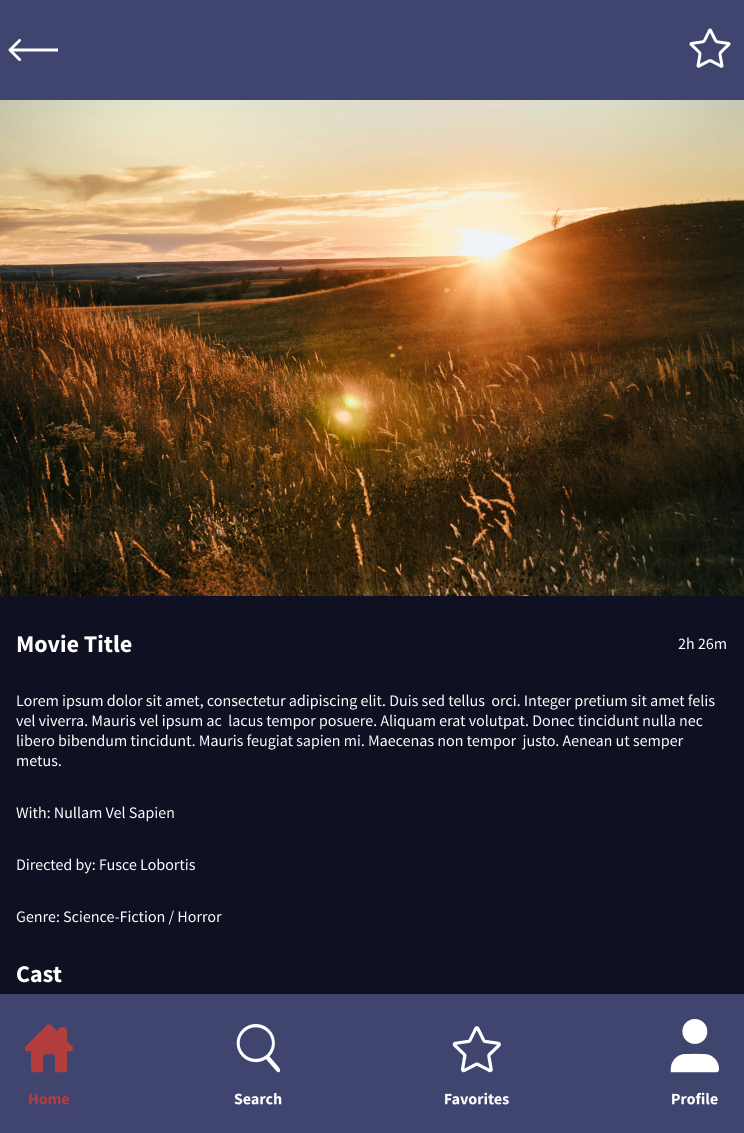 Movie Title
2h 26m
Lorem ipsum dolor sit amet, consectetur adipiscing elit. Duis sed tellus  orci. Integer pretium sit amet felis
vel viverra. Mauris vel ipsum ac  lacus tempor posuere. Aliquam erat volutpat. Donec tincidunt nulla nec
libero bibendum tincidunt. Mauris feugiat sapien mi. Maecenas non tempor  justo. Aenean ut semper
metus.
With: Nullam Vel Sapien
Directed by: Fusce Lobortis
Genre: Science-Fiction / Horror
Cast
Home
Search
Favorites
Profile